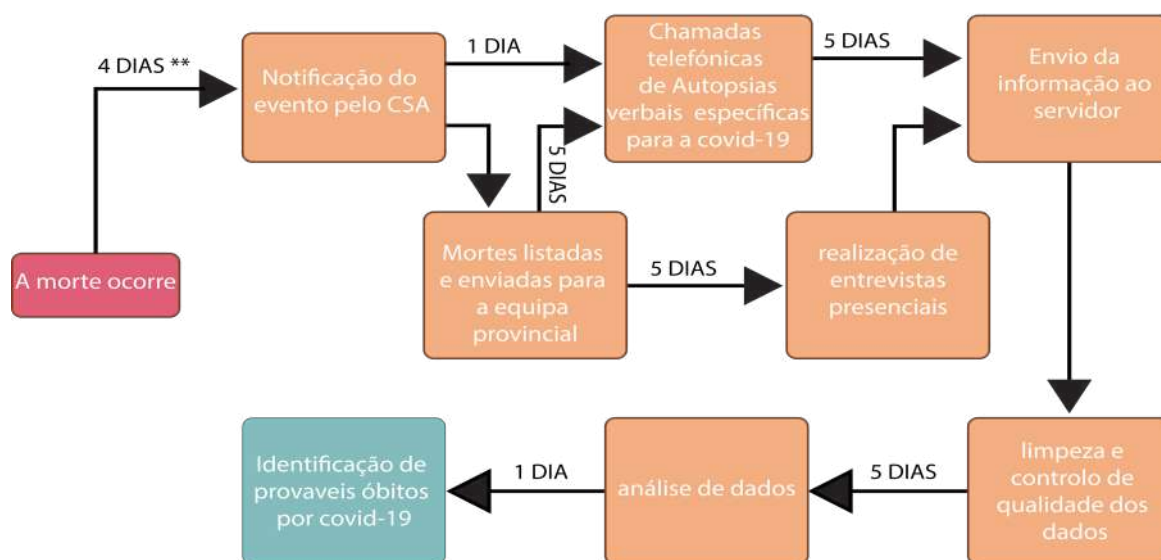 4 DIAS **
A morte ocorre
Notificação do
evento pelo CSA
1 DIA
Chamadas
telefónicas
de Autopsias
verbais específicas
para a covid-19
5 DIAS
Envio da
informação ao
servidor
5 DIAS
Mortes listadas
e enviadas para
a equipa
provincial
5 DIAS
realização de
entrevistas
presenciais
limpeza e
controlo de
qualidade dos
dados
5 DIAS
análise de dados
1 DIA
Identificação de
provaveis óbitos
por covid-19